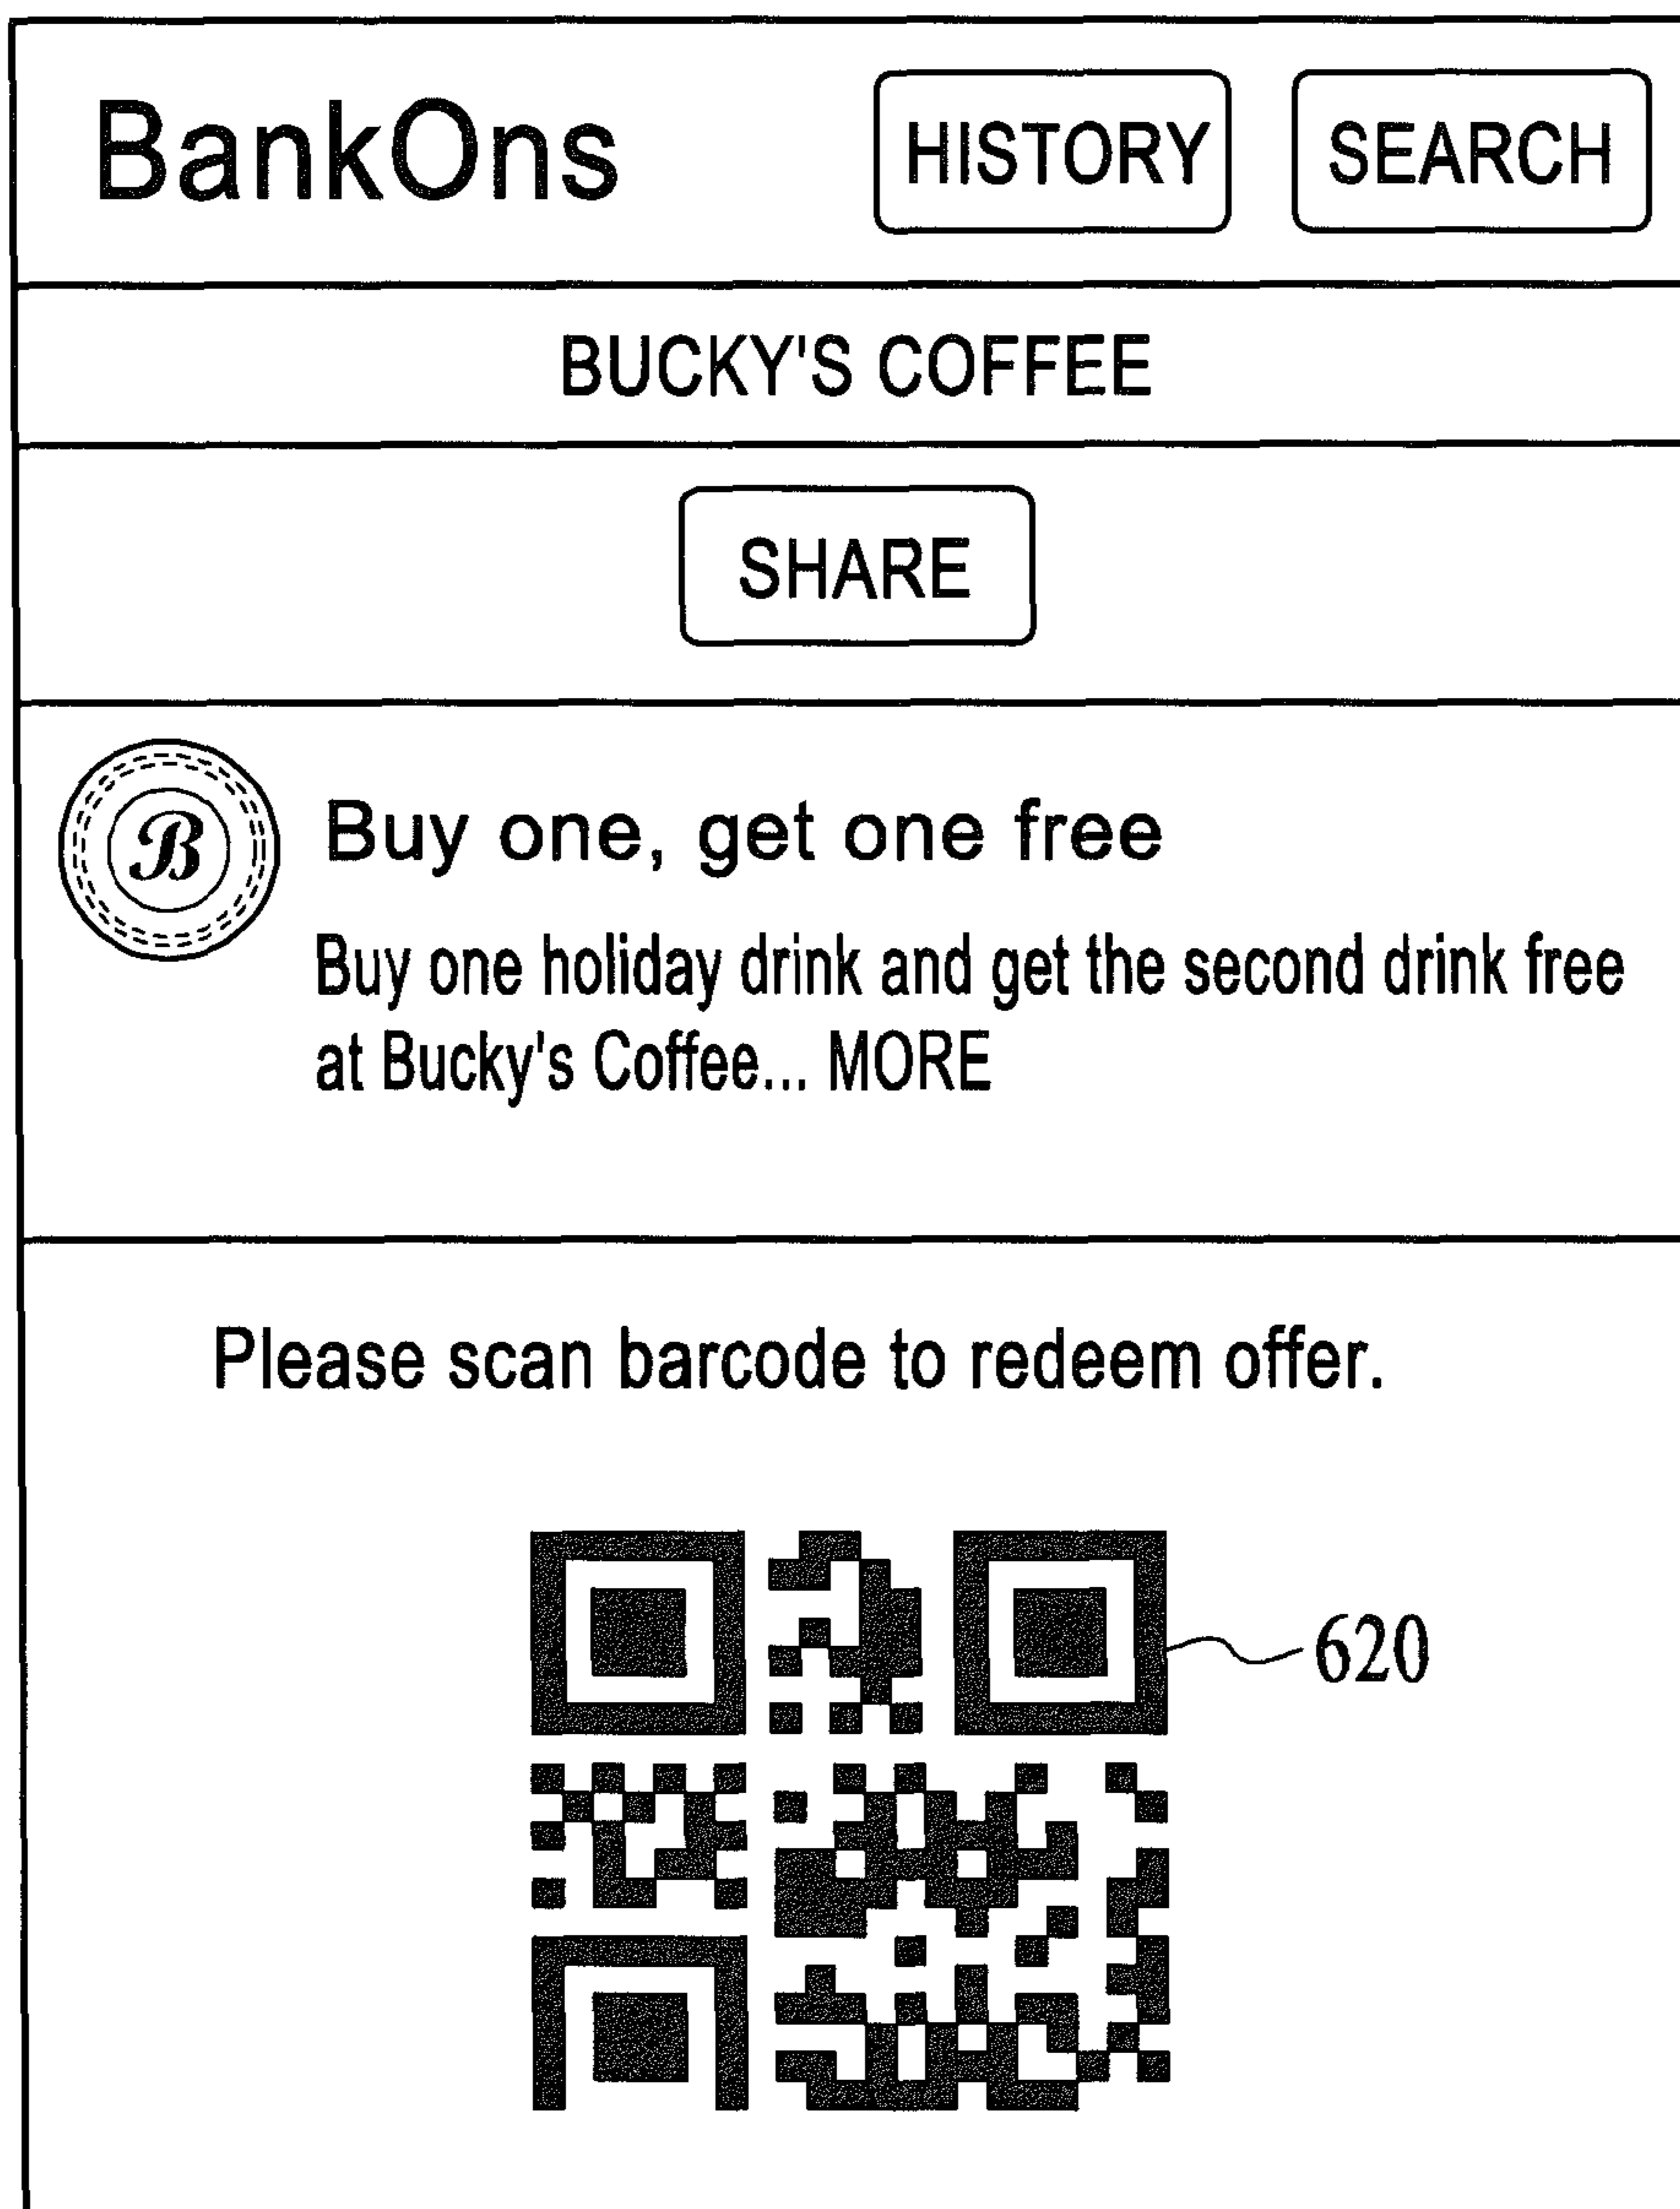 BankOns HISTORY SEARCH
BUCKY'S COFFEE
SHARE
B
Buy one, get one free
Buy one holiday drink and get the second drink free
at Bucky's Coffee... MORE
Please scan barcode to redeem offer.
620